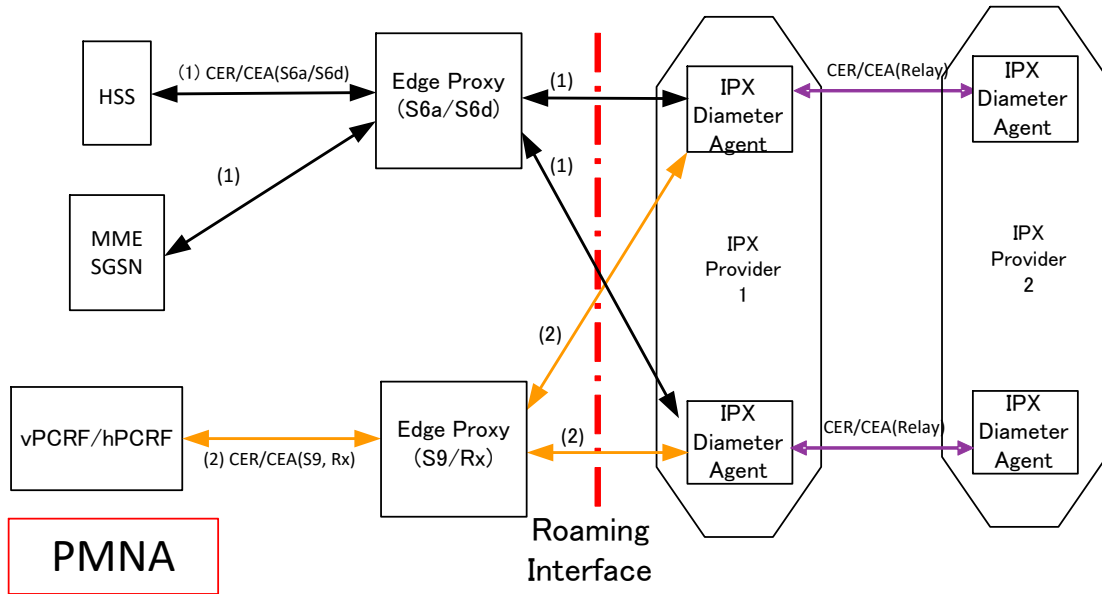 HSS
(1) CER/CEA(S6a/S6d)
Edge Proxy
(S6a/S6d)
(1)
IPX
Diameter
Agent
CER/CEA(Relay)
IPX
Diameter
Agent
(1)
(1)
MME
SGSN
IPX
Provider
1
IPX
Provider
2
(2)
vPCRF/hPCRF
(2) CER/CEA(S9, Rx)
Edge Proxy
(S9/Rx)
(2)
IPX
Diameter
Agent
CER/CEA(Relay)
IPX
Diameter
Agent
PMNA
Roaming
Interface